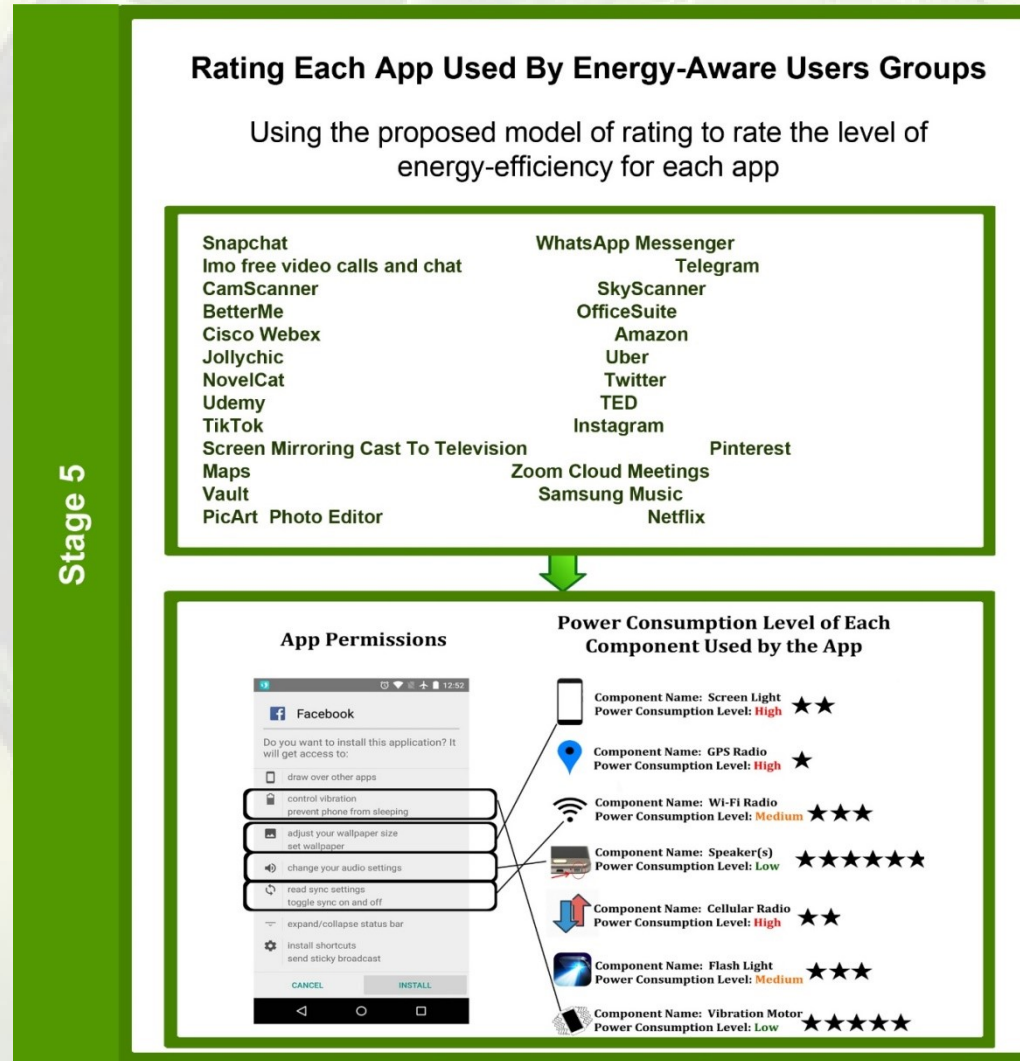 Stage 5
Rating Each App Used By Energy-Aware Users Groups
Using the proposed model of rating to rate the level of
energy-efficiency for each app
Snapchat WhatsApp Messenger
Imo free video calls and chat Telegram
CamScanner SkyScanner
BetterMe OfficeSuite
Cisco Webex Amazon
Jollychic Uber
NovelCat Twitter
Udemy TED
TikTok Instagram
Screen Mirroring Cast To Television Pinterest
Maps Zoom Cloud Meetings
Vault Samsung Music
PicArt Photo Editor Netflix
App Permissions
12:52
Facebook
Do you want to install this application? It
will get access to:
draw over other apps
control vibration
prevent phone from sleeping
adjust your wallpaper size
set wallpaper
change your audio settings
read sync settings
toggle sync on and off
expand/collapse status bar
install shortcuts
send sticky broadcast
CANCEL INSTALL
Power Consumption Level of Each
Component Used by the App
Component Name: Screen Light
Power Consumption Level: High
Component Name: GPS Radio
Power Consumption Level: High
Component Name: Wi-Fi Radio
Power Consumption Level: Medium
Component Name: Speaker(s)
Power Consumption Level: Low
Component Name: Cellular Radio
Power Consumption Level: High
Component Name: Flash Light
Power Consumption Level: Medium
Component Name: Vibration Motor
Power Consumption Level: Low